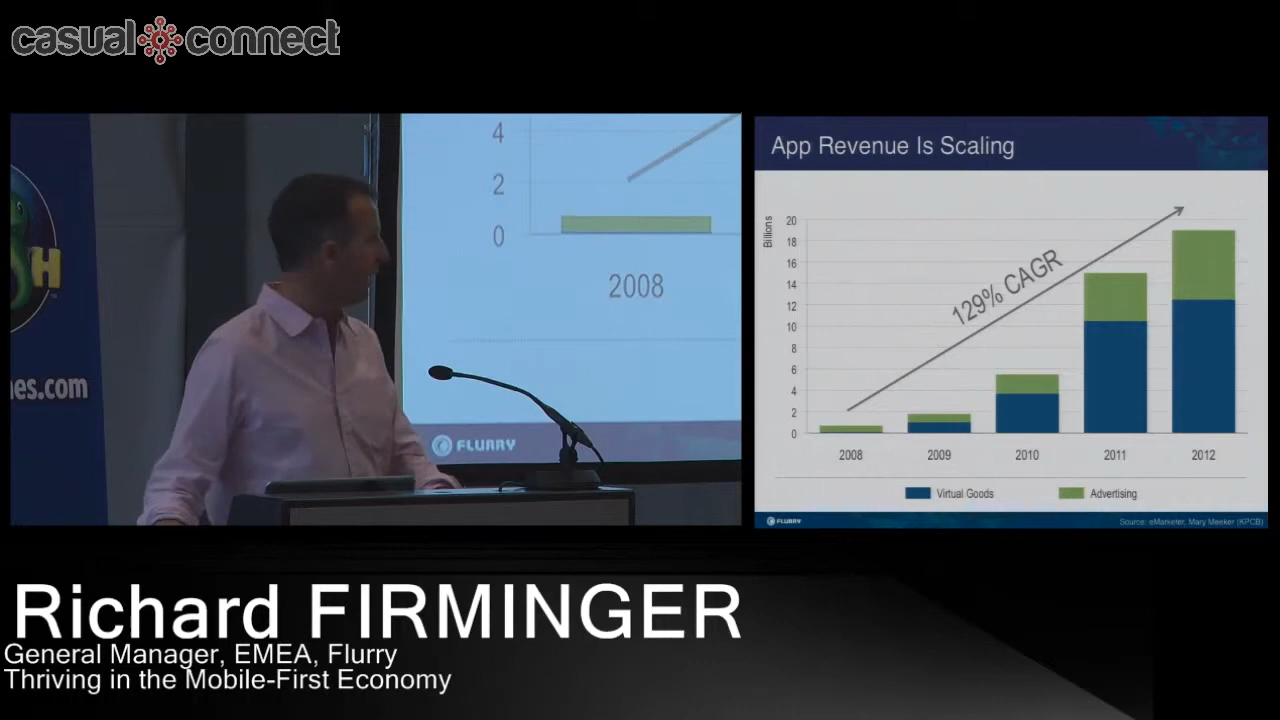 casual connect
H
nes.com
4
2
0
2008
FLURRY
App Revenue Is Scaling
Billions
20
18
16
14
12
10
8
6
4
2
0
129% CAGR
2008 2009 2010 2011 2012
Virtual Goods Advertising
FLURRY
Source: eMarketer, Mary Meeker (KPCB)
Richard FIRMINGER
General Manager, EMEA, Flurry
Thriving in the Mobile-First Economy